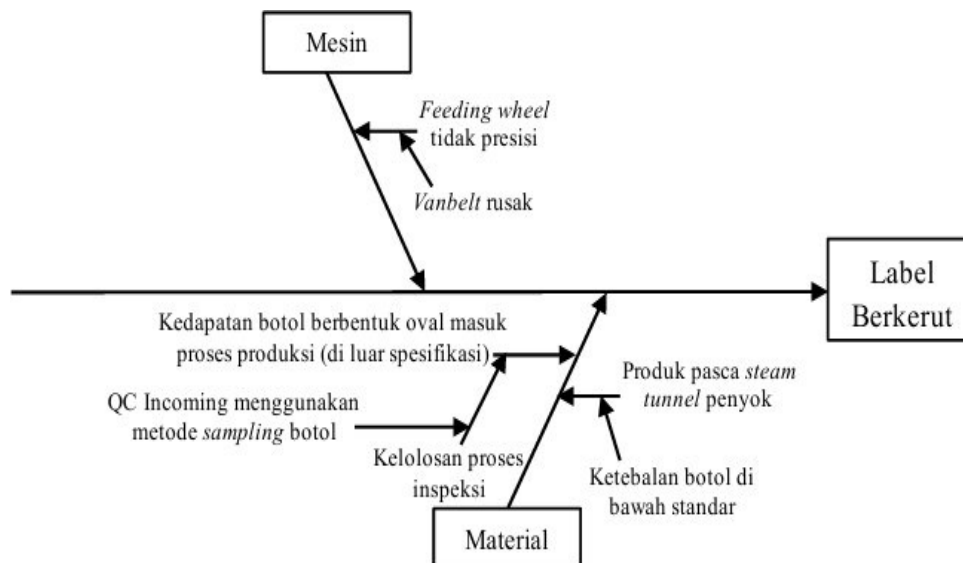 Mesin
Feeding wheel
tidak presisi
Vanbelt rusak
Label
Berkerut
Kedapatan botol berbentuk oval masuk
proses produksi (di luar spesifikasi)
Produk pasca steam
tunnel penyok
QC Incoming menggunakan
metode sampling botol
Kelolosan proses
inspeksi
Ketebalan botol di
bawah standar
Material